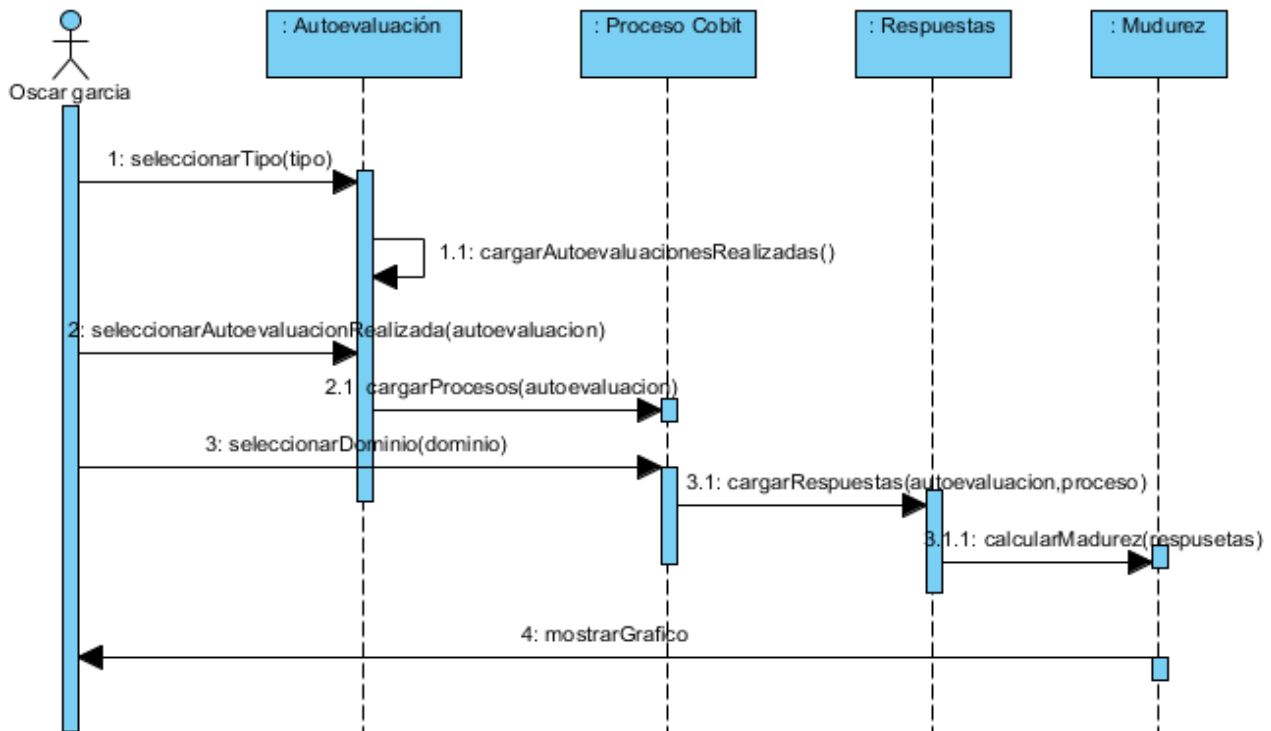 : Autoevaluación
: Proceso Cobit
: Respuestas
: Mudurez
Oscar garcia
1: seleccionarTipo(tipo)
1.1: cargarAutoevaluacionesRealizadas()
2: seleccionarAutoevaluacionRealizada(autoevaluacion)
2.1: cargarProcesos(autoevaluacion)
3: seleccionarDominio(dominio)
3.1: cargarRespuestas(autoevaluacion,proceso)
3.1.1: calcularMadurez(respusetas)
4: mostrarGrafico